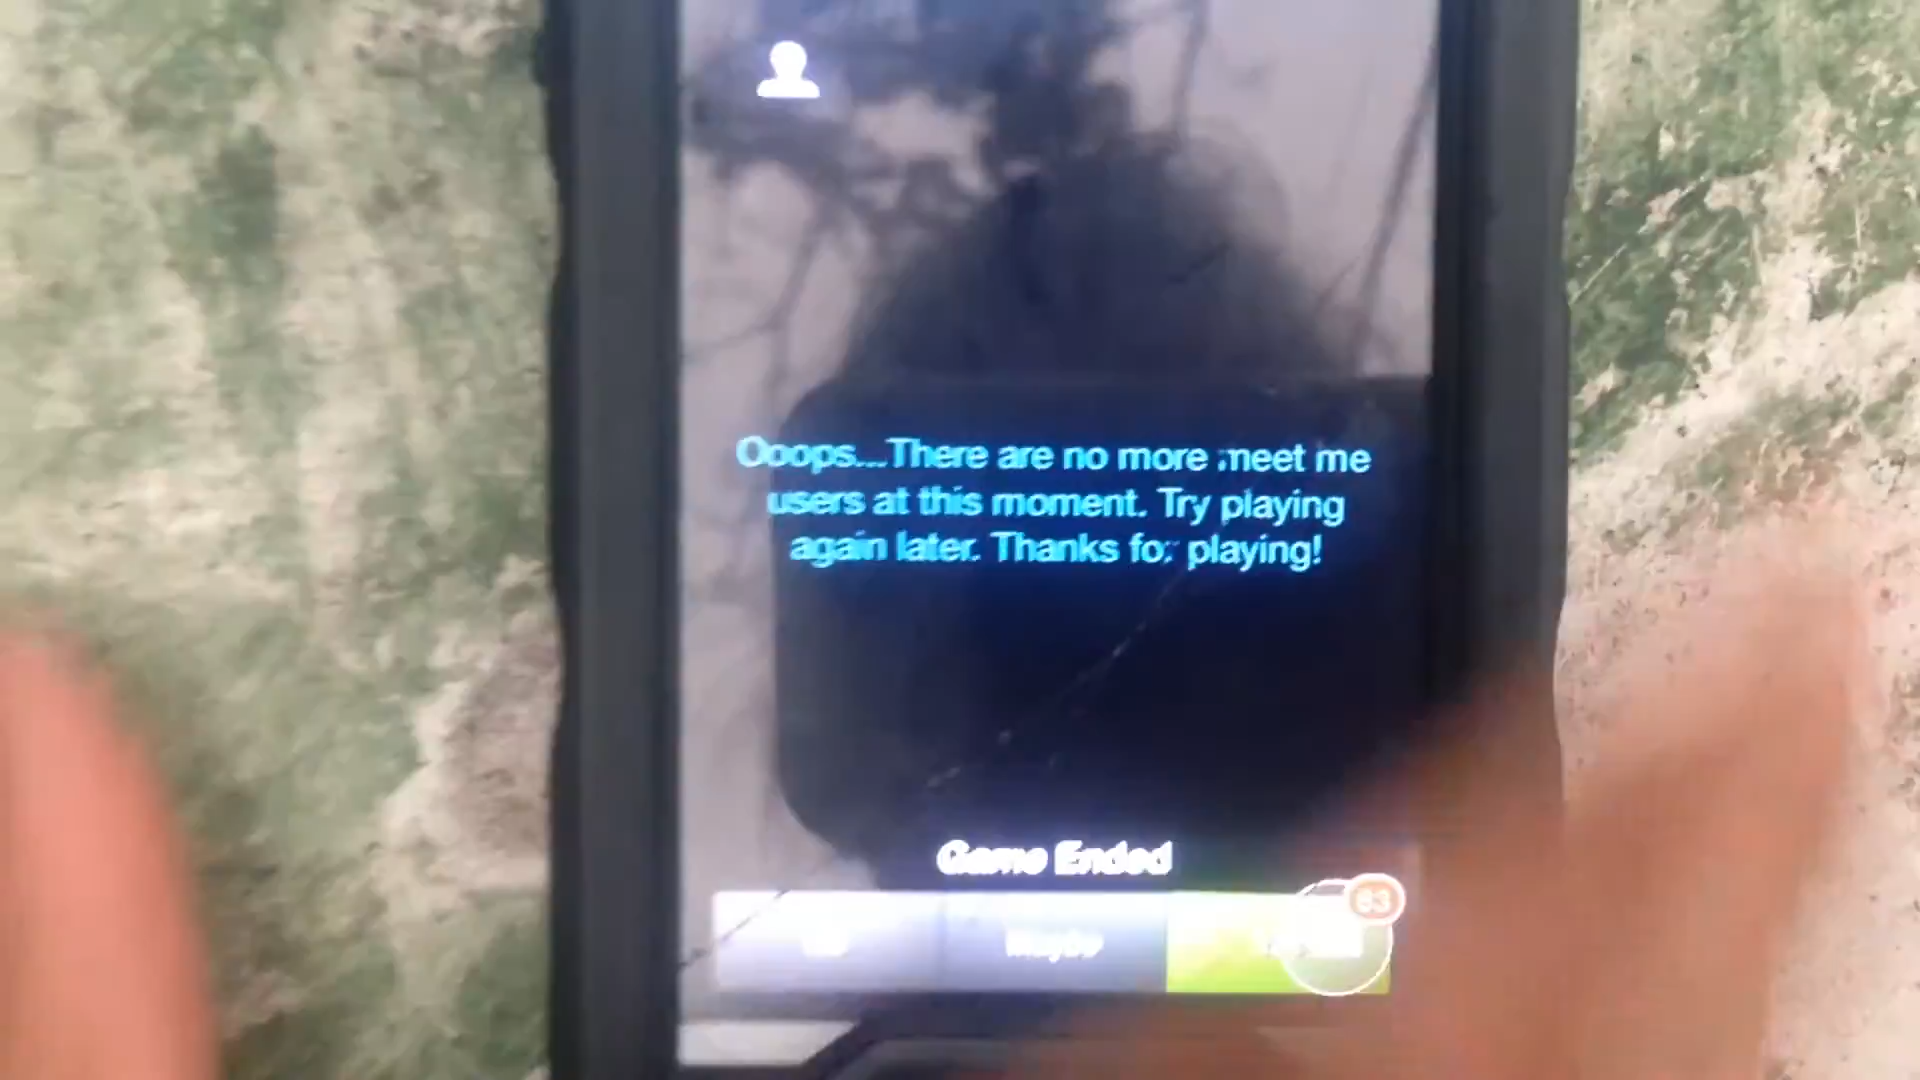 Ooops...There are no more meet me
users at this moment. Try playing
again later. Thanks for playing!
Game Ended
63
Maybe